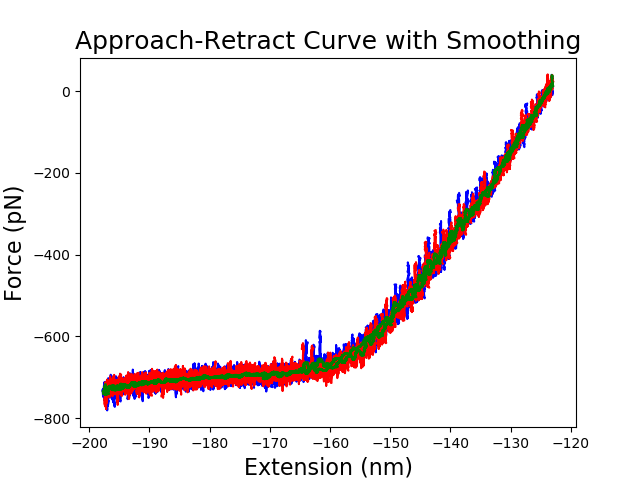 Approach-Retract Curve with Smoothing
0
−200
−400
−600
−800
Force (pN)
−200 −190 −180 −170 −160 −150 −140 −130 −120
Extension (nm)